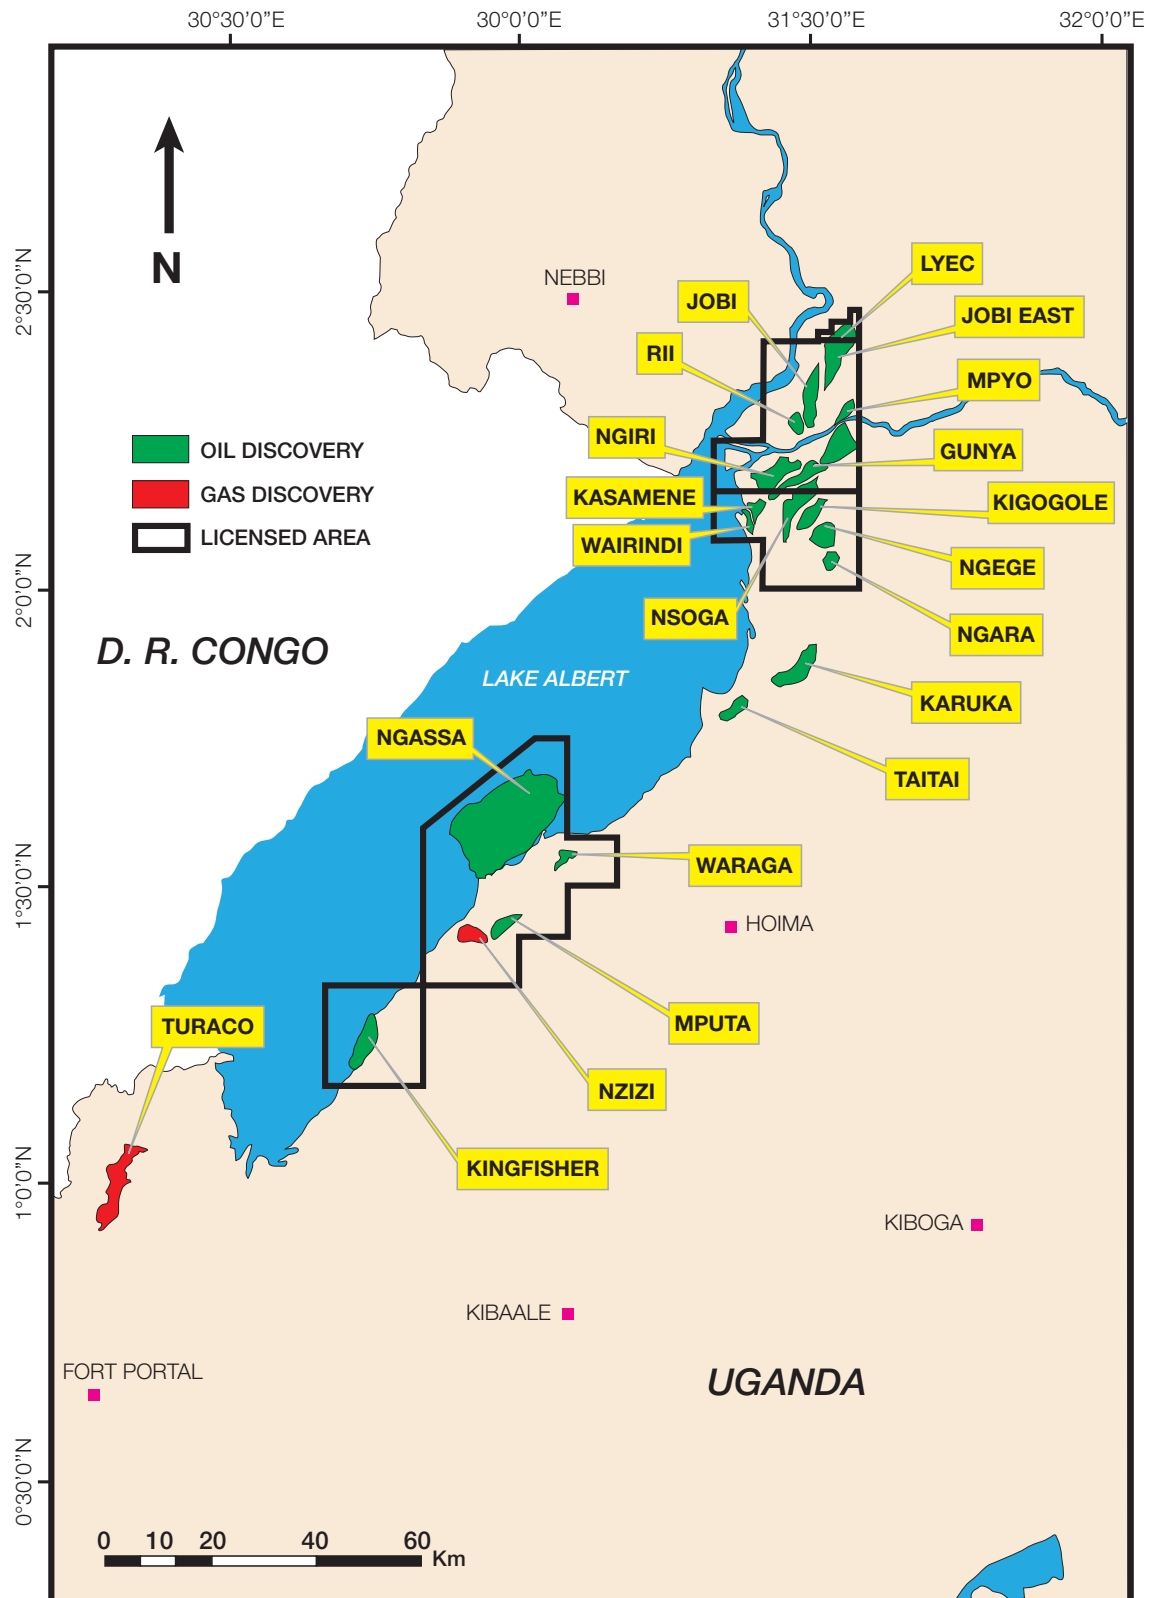 30°30'0"E 30°0'0"E 31°30'0"E 32°0'0"E
2°30'0"N
2°0'0"N
1°30'0"N
1°0'0"N
0°30'0"N
N
NEBBI
LYEC
JOBI
JOBI EAST
RII
MPYO
NGIRI
GUNYA
KASAMENE
KIGOGOLE
WAIRINDI
NGEGE
NSOGA
NGARA
OIL DISCOVERY
GAS DISCOVERY
LICENSED AREA
D. R. CONGO
LAKE ALBERT
KARUKA
NGASSA
TAITAI
WARAGA
HOIMA
TURACO
MPUTA
NZIZI
KINGFISHER
KIBOGA
KIBAALE
FORT PORTAL
UGANDA
0 10 20 40 60
Km